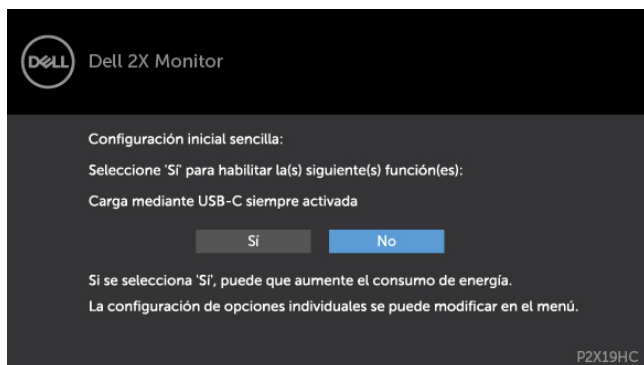 DELL
Dell 2X Monitor
Configuración inicial sencilla:
Seleccione 'Sí' para habilitar la(s) siguiente(s) función(es):
Carga mediante USB-C siempre activada
Sí No
Si se selecciona 'Sí', puede que aumente el consumo de energía.
La configuración de opciones individuales se puede modificar en el menú.
P2X19HC